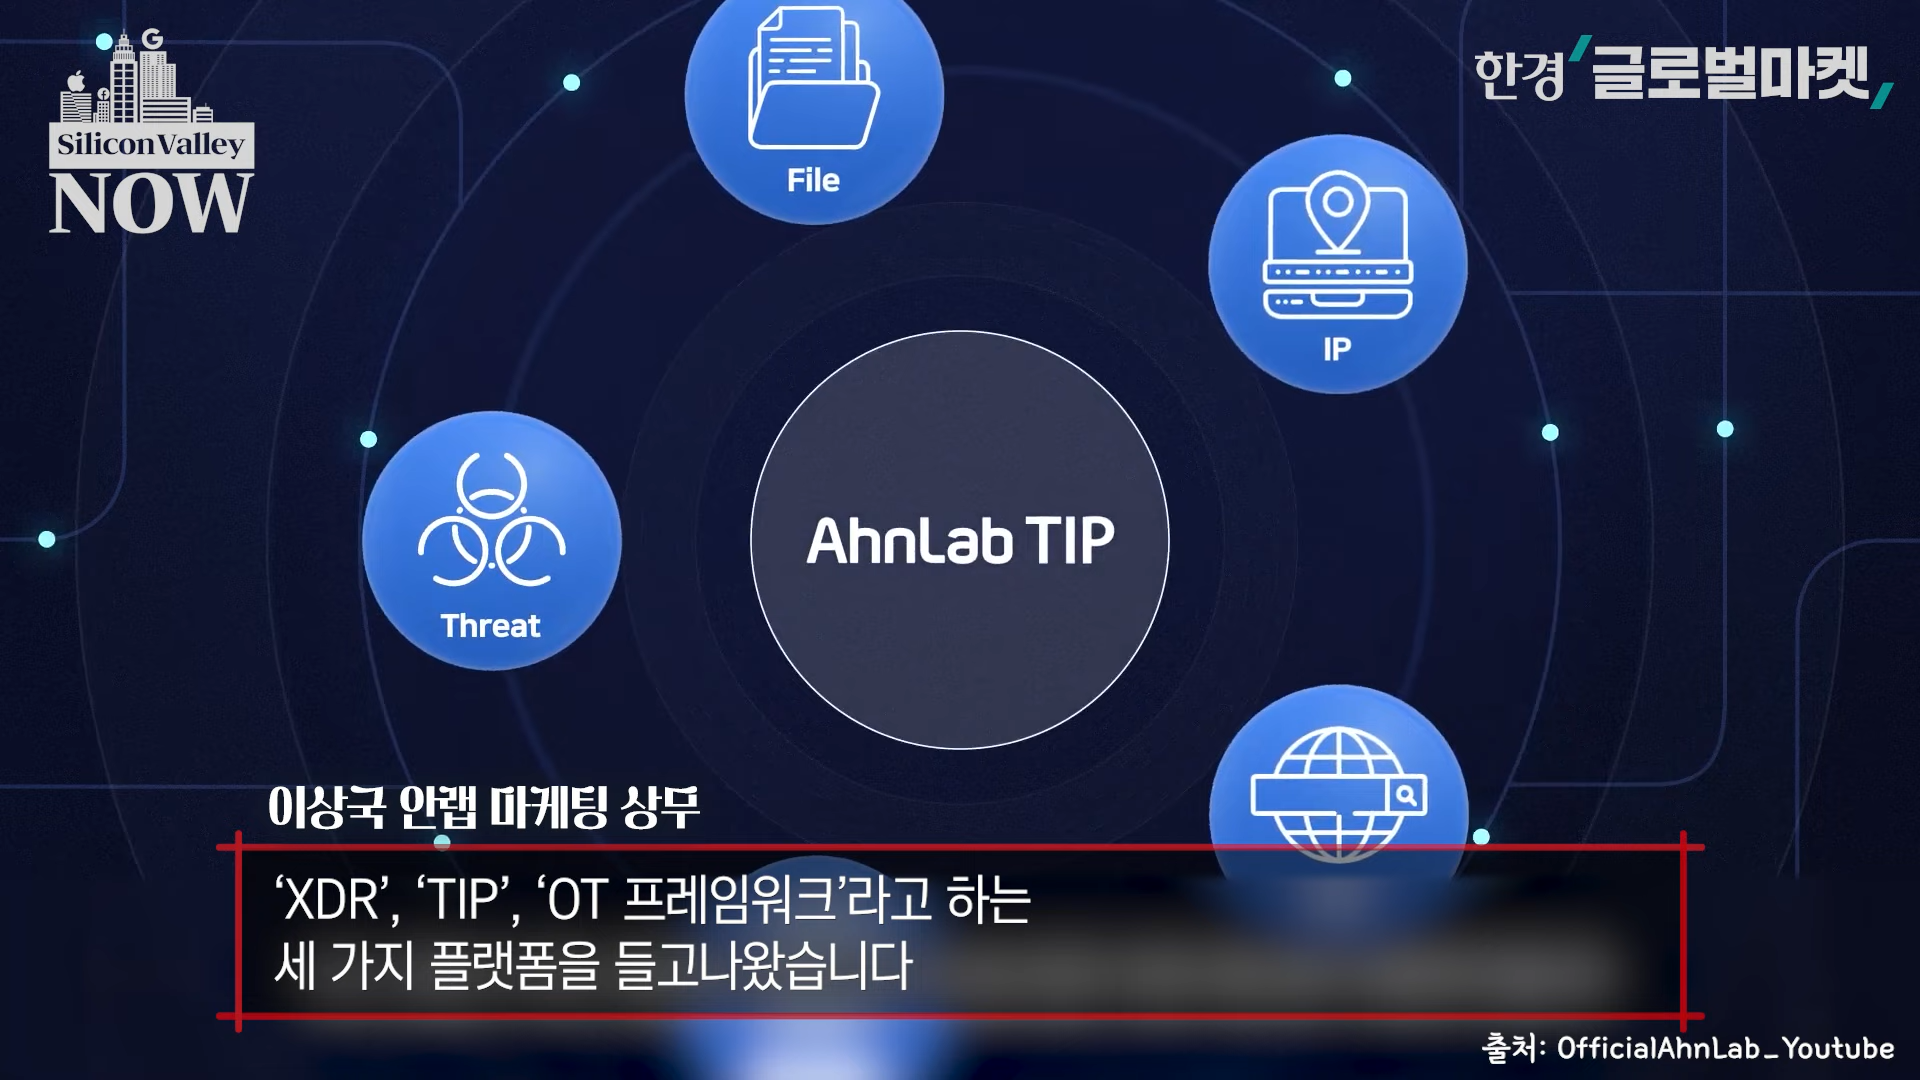 G
SiliconValley
NOW
한경 글로벌마켓
File
IP
Threat
AhnLab TIP
이상국 안랩 마케팅 상무
‘XDR’, ‘TIP’, ‘OT 프레임워크’라고 하는
세 가지 플랫폼을 들고나왔습니다
출처: OfficialAhnLab_Youtube